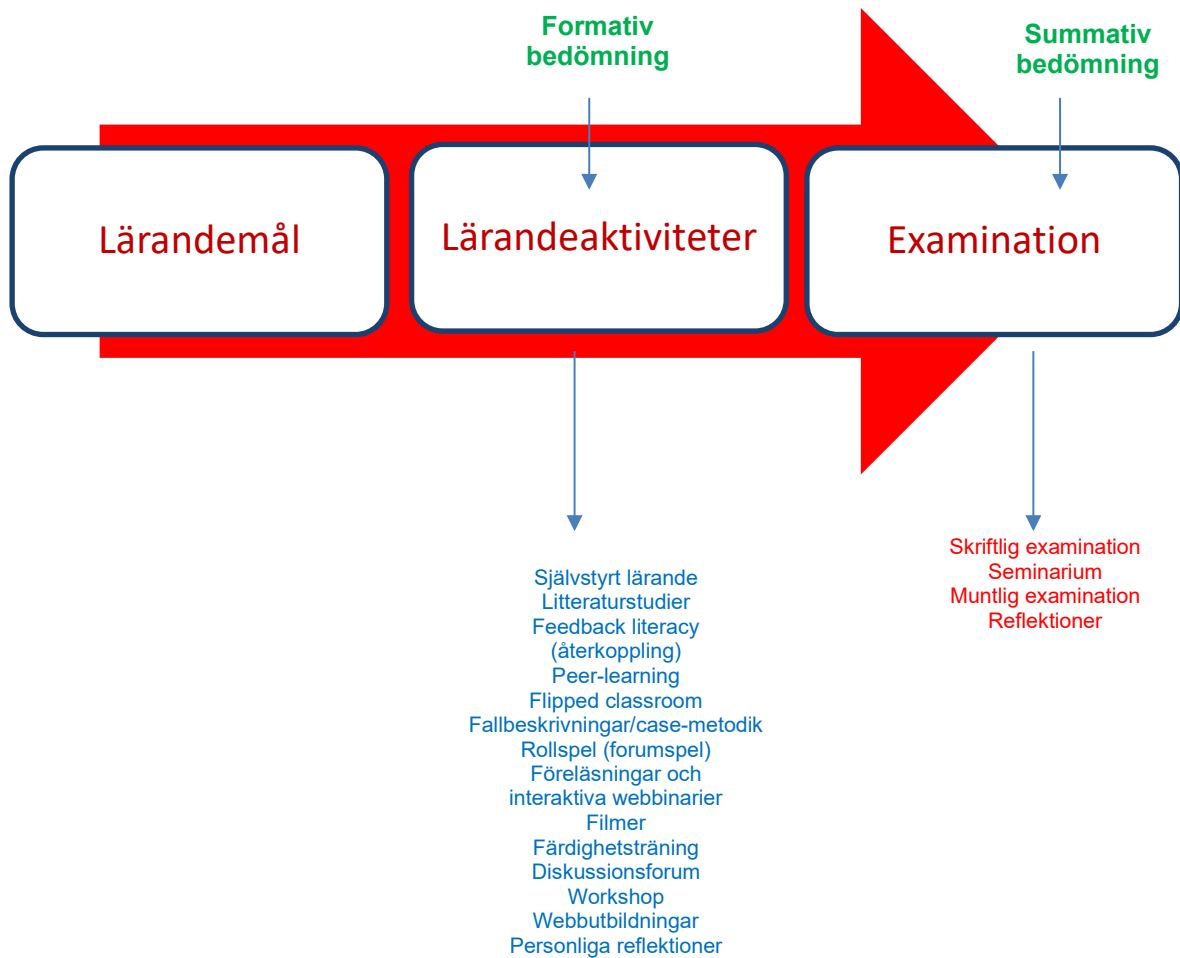 Formativ
bedömning
Summativ
bedömning
Lärandemål
Lärandeaktiviteter
Examination
Självstyrt lärande
Litteraturstudier
Feedback literacy
(återkoppling)
Peer-learning
Flipped classroom
Fallbeskrivningar/case-metodik
Rollspel (forumspel)
Föreläsningar och
interaktiva webbinarier
Filmer
Färdighetsträning
Diskussionsforum
Workshop
Webbutbildningar
Personliga reflektioner
Skriftlig examination
Seminarium
Muntlig examination
Reflektioner